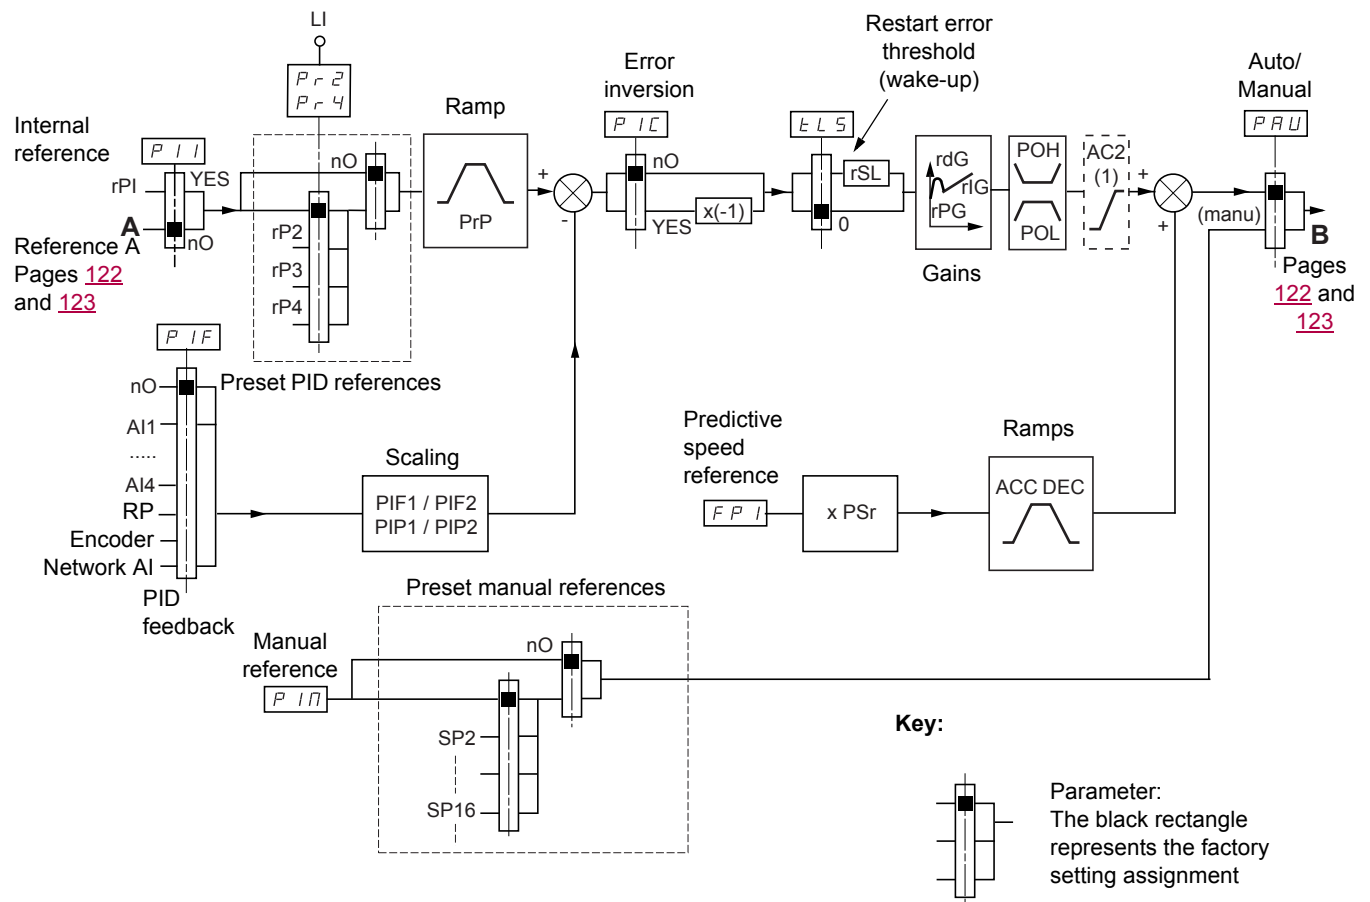 LI
Pr2
Pr4
Restart error
threshold
(wake-up)
Error
inversion
Auto/
Manual
Ramp
Internal
reference
PII
PIC
tLS
PAU
rPI
YES
A
nO
nO
rP2
rP3
rP4
PrP
+
-
nO
YES
x(-1)
rSL
0
rdG
rIG
rPG
Gains
POH
POL
AC2
(1)
+
+
(manu)
B
Reference A
Pages 122
and 123
Pages
122 and
123
PIF
Preset PID references
nO
AI1
.....
AI4
RP
Encoder
Network AI
PID
feedback
Scaling
PIF1 / PIF2
PIP1 / PIP2
Predictive
speed
reference
FPI
x PSr
Ramps
ACC DEC
Preset manual references
Manual
reference
PIM
nO
SP2
SP16
Key:
Parameter:
The black rectangle
represents the factory
setting assignment